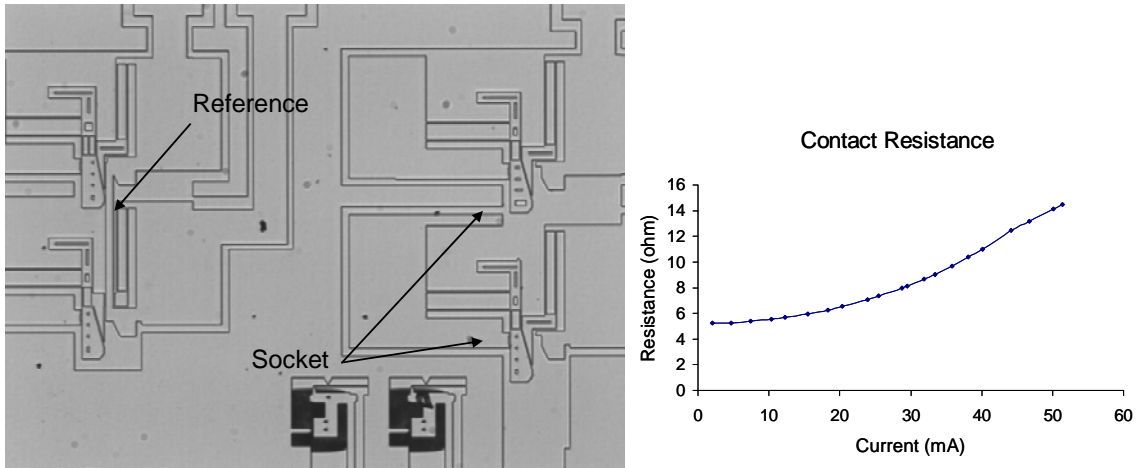 Reference
Socket
Contact Resistance
Resistance (ohm)
16
14
12
10
8
6
4
2
0
0 10 20 30 40 50 60
Current (mA)